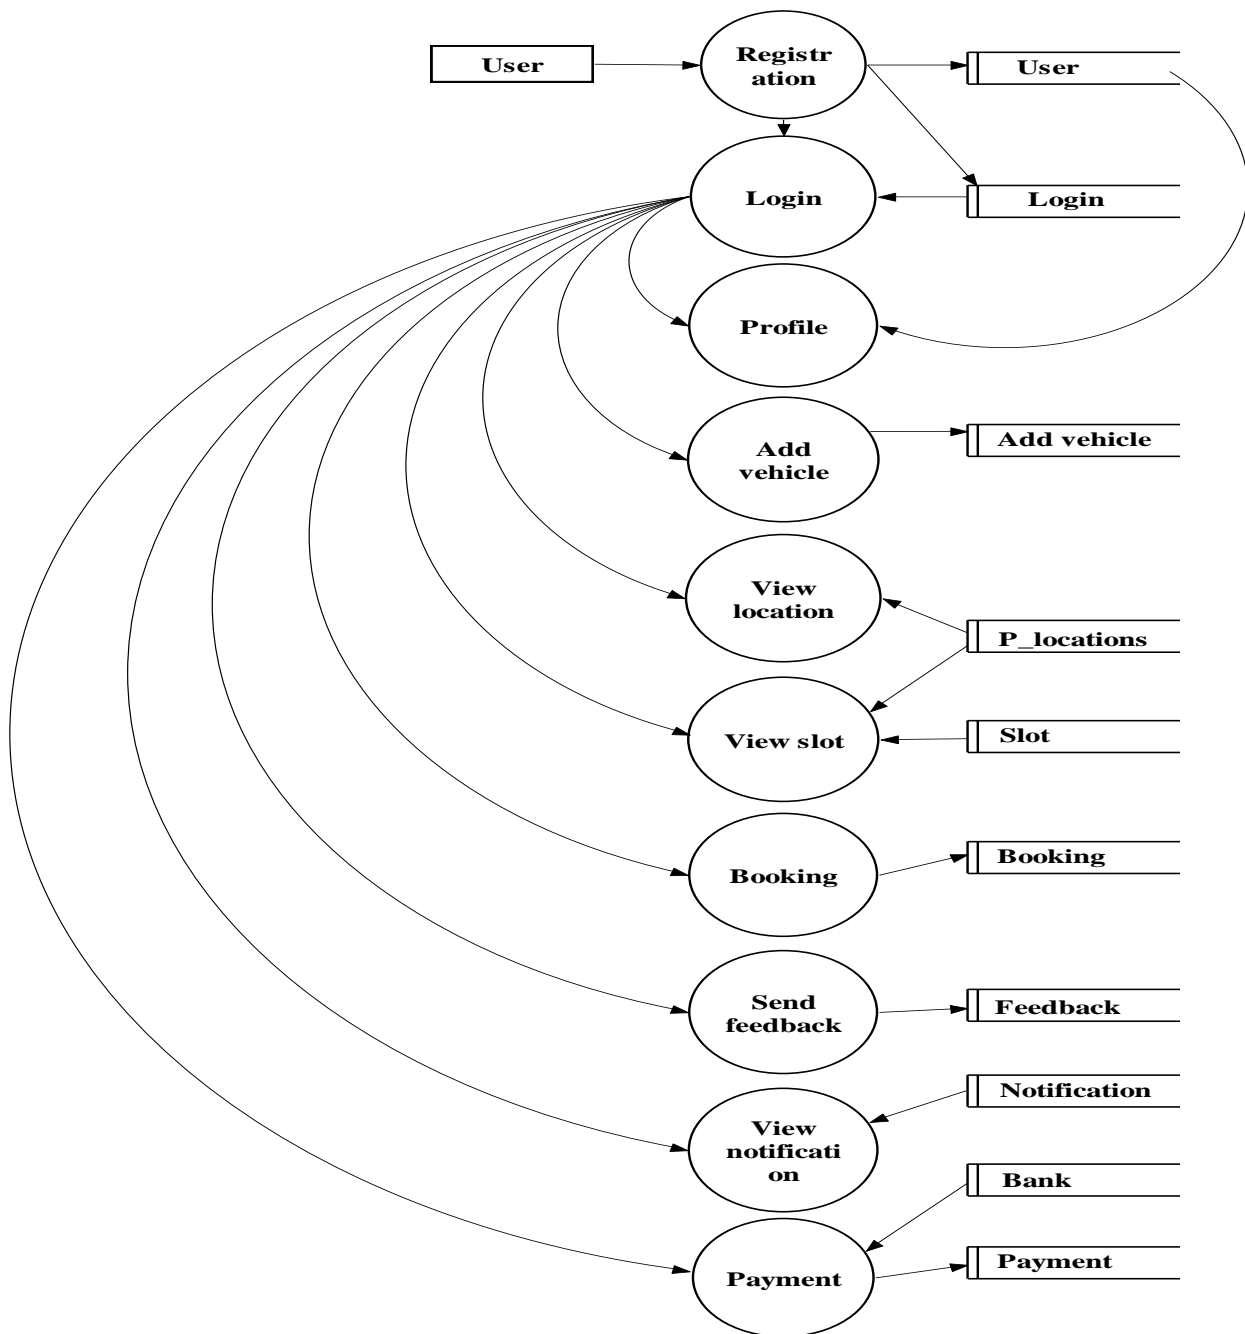 User
Registr
ation
User
Login
Login
Profile
Add
vehicle
Add vehicle
View
location
P_locations
View slot
Slot
Booking
Booking
Send
feedback
Feedback
View
notificati
on
Notification
Bank
Payment
Payment